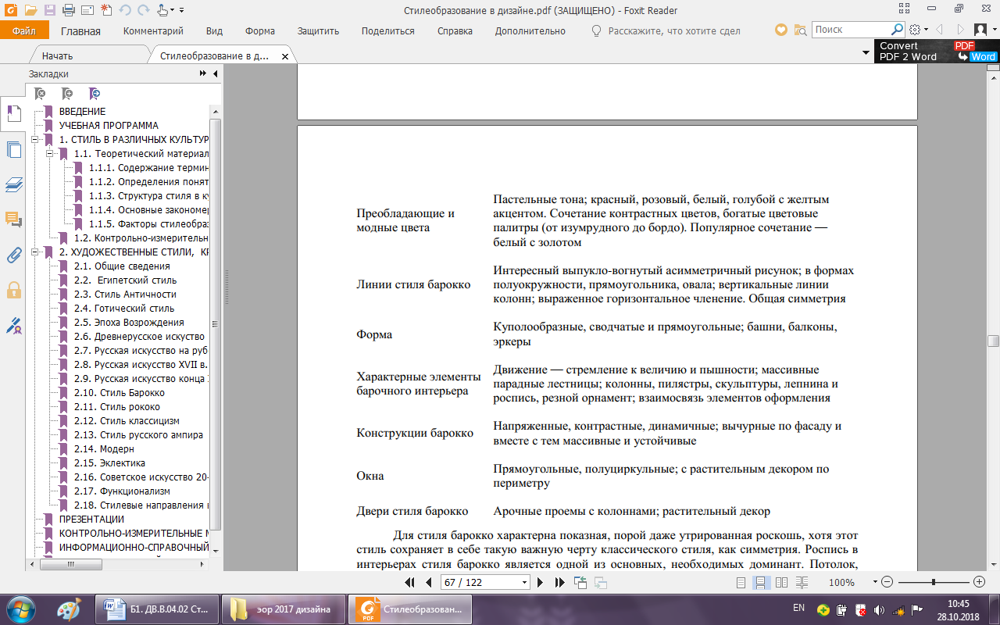 Стилеобразование в дизайне.pdf (ЗАЩИЩЕНО) - Foxit Reader
Файл Главная Комментарий Вид Форма Защитить Поделиться Справка Дополнительно Расскажите, что хотите сдел Поиск
Начать Стилеобразование в д... Convert PDF
PDF 2 Word Word
Закладки
ВВЕДЕНИЕ
УЧЕБНАЯ ПРОГРАММА
1. СТИЛЬ В РАЗЛИЧНЫХ КУЛЬТУР
1.1. Теоретический материал
1.1.1. Содержание термин
1.1.2. Определения понят
1.1.3. Структура стиля в ку
1.1.4. Основные закономер
1.1.5. Факторы стилеобраз
1.2. Контрольно-измерительн
2. ХУДОЖЕСТВЕННЫЕ СТИЛИ, КР
2.1. Общие сведения
2.2. Египетский стиль
2.3. Стиль Античности
2.4. Готический стиль
2.5. Эпоха Возрождения
2.6. Древнерусское искуство
2.7. Русская искусство на руб
2.8. Русская искусство XVII в.
2.9. Русская искусство конца
2.10. Стиль Барокко
2.11. Стиль рококо
2.12. Стиль классицизм
2.13. Стиль русского ампира
2.14. Модерн
2.15. Эклектика
2.16. Советское искусство 20-
2.17. Функционализм
2.18. Стилевые направления
ПРЕЗЕНТАЦИИ
КОНТРОЛЬНО-ИЗМЕРИТЕЛЬНЫЕ М
ИНФОРМАЦИОННО-СПРАВОЧНЫЙ
Преобладающие и
модные цвета
Пастельные тона; красный, розовый, белый, голубой с желтым
акцентом. Сочетание контрастных цветов, богатые цветовые
палитры (от изумрудного до бордо). Популярное сочетание —
белый с золотом
Линии стиля барокко
Интересный выпукло-вогнутый асимметричный рисунок; в формах
полуокружности, прямоугольника, овала; вертикальные линии
колонн; выраженное горизонтальное членение. Общая симметрия
Форма
Куполообразные, сводчатые и прямоугольные; башни, балконы,
эркеры
Характерные элементы
барочного интерьера
Движение — стремление к величию и пышности; массивные
парадные лестницы; колонны, пилястры, скульптуры, лепнина и
роспись, резной орнамент; взаимосвязь элементов оформления
Конструкции барокко
Напряженные, контрастные, динамичные; вычурные по фасаду и
вместе с тем массивные и устойчивые
Окна
Прямоугольные, полуциркульные; с растительным декором по
периметру
Двери стиля барокко
Арочные проемы с колоннами; растительный декор
Для стиля барокко характерна показная, порой даже утрированная роскошь, хотя этот
стиль сохраняет в себе такую важную черту классического стиля, как симметрия. Роспись в
интерьерах стиля барокко является одной из основных, необходимых доминант. Потолок,
67 / 122 100%
Б1. ДВ.В.04.02 Ст... эор 2017 дизайна PDF Стилеобразован... EN 10:45
28.10.2018